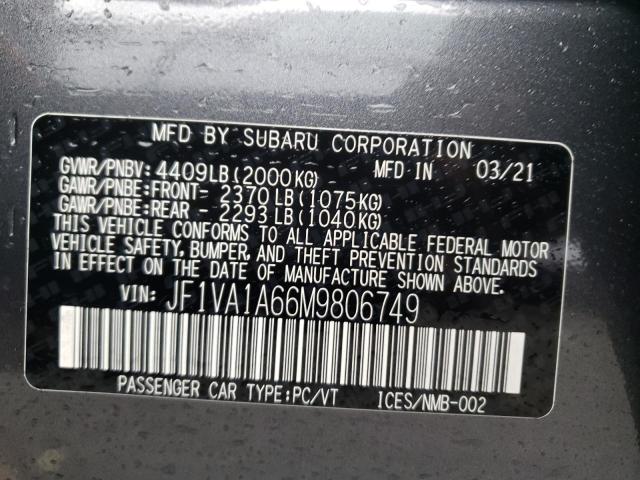 MFD BY SUBARU CORPORATION
GVWR/PNBV: 4409LB(2000KG) MFD IN 03/21
GAWR/PNBE:FRONT- 2370LB(1075KG)
GAWR/PNBE:REAR - 2293LB(1040KG)
THIS VEHICLE CONFORMS TO ALL APPLICABLE FEDERAL MOTOR
VEHICLE SAFETY, BUMPER, AND THEFT PREVENTION STANDARDS
IN EFFECT ON THE DATE OF MANUFACTURE SHOWN ABOVE.
VIN: JF1VA1A66M9806749
PASSENGER CAR TYPE:PC/VT ICES/NMB-002